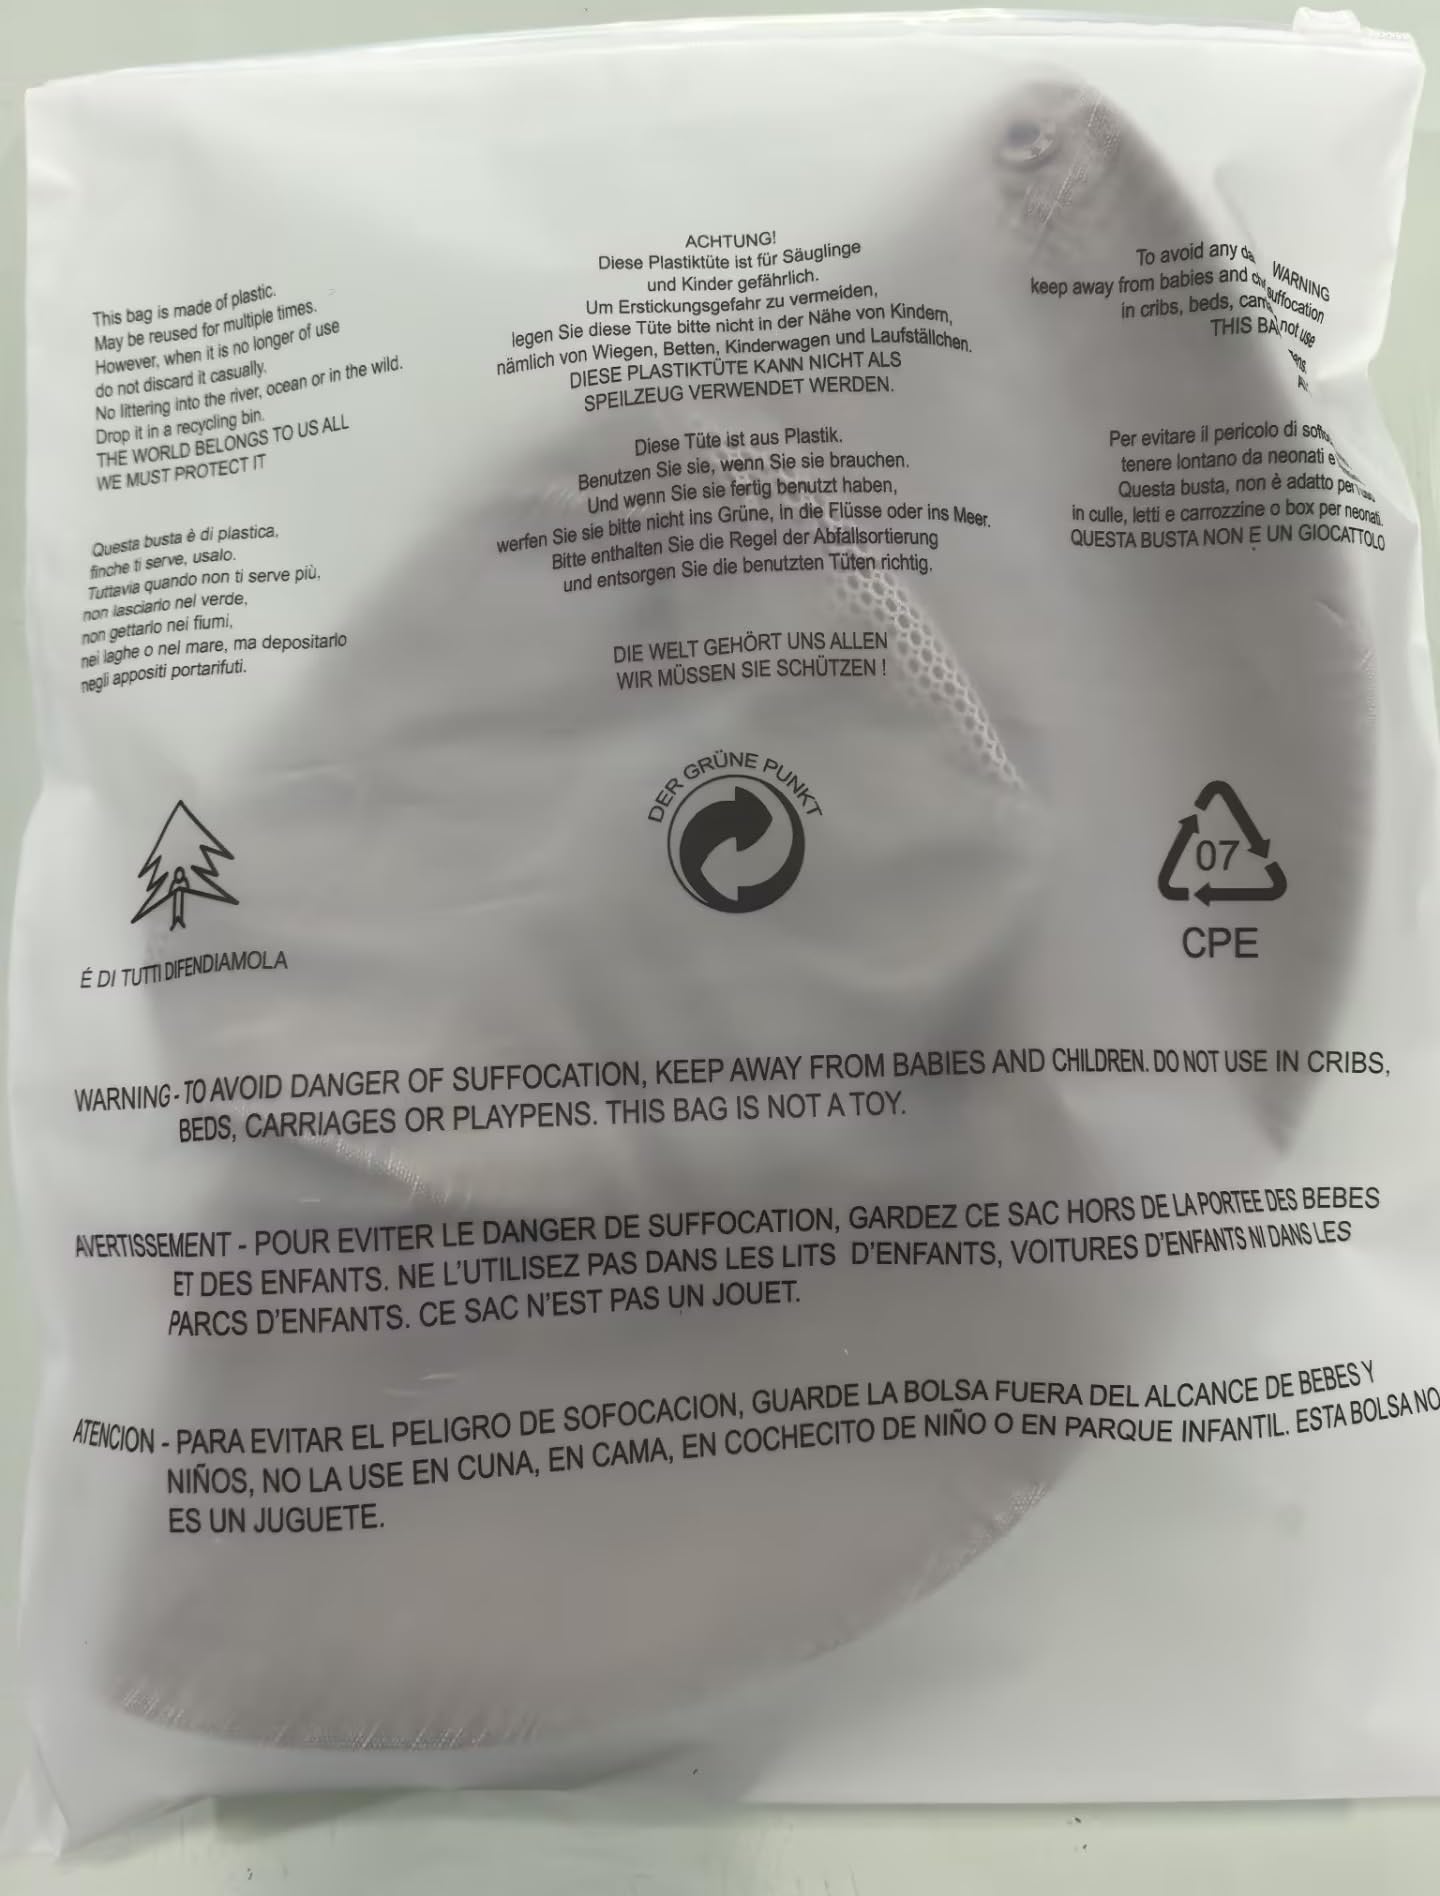 This bag is made of plastic.
May be reused for multiple times.
However, when it is no longer of use
do not discard it casually.
No littering into the river, ocean or in the wild.
Drop it in a recycling bin.
THE WORLD BELONGS TO US ALL
WE MUST PROTECT IT
Questa busta è di plastica,
finche ti serve, usalo.
Tuttavia quando non ti serve più,
non lasciarlo nel verde,
non gettarlo nei fiumi,
nei laghe o nel mare, ma depositarlo
negli appositi portarifuti.
É DI TUTTI DIFENDIAMOLA
ACHTUNG!
Diese Plastiktüte ist für Säuglinge
und Kinder gefährlich.
Um Erstickungsgefahr zu vermeiden,
legen Sie diese Tüte bitte nicht in der Nähe von Kindern,
nämlich von Wiegen, Betten, Kinderwagen und Laufställchen.
DIESE PLASTIKTÜTE KANN NICHT ALS
SPEILZEUG VERWENDET WERDEN.
Diese Tüte ist aus Plastik.
Benutzen Sie sie, wenn Sie sie brauchen.
Und wenn Sie sie fertig benutzt haben,
werfen Sie sie bitte nicht ins Grüne, in die Flüsse oder ins Meer.
Bitte enthalten Sie die Regel der Abfallsortierung
und entsorgen Sie die benutzten Tüten richtig.
DIE WELT GEHÖRT UNS ALLEN
WIR MÜSSEN SIE SCHÜTZEN !
DER GRÜNE PUNKT
WARNING
To avoid any suffocation
keep away from babies and not use
in cribs, beds,
THIS
Per evitare il pericolo di
tenere lontano da neonati e
Questa busta, non è adatto per
in culle, letti e carrozzine o box per neonati.
QUESTA BUSTA NON E UN GIOCATTOLO
07
CPE
WARNING - TO AVOID DANGER OF SUFFOCATION, KEEP AWAY FROM BABIES AND CHILDREN. DO NOT USE IN CRIBS,
BEDS, CARRIAGES OR PLAYPENS. THIS BAG IS NOT A TOY.
AVERTISSEMENT - POUR EVITER LE DANGER DE SUFFOCATION, GARDEZ CE SAC HORS DE LA PORTEE DES BEBES
ET DES ENFANTS. NE L'UTILISEZ PAS DANS LES LITS D'ENFANTS, VOITURES D'ENFANTS NI DANS LES
PARCS D'ENFANTS. CE SAC N'EST PAS UN JOUET.
ATENCION - PARA EVITAR EL PELIGRO DE SOFOCACION, GUARDE LA BOLSA FUERA DEL ALCANCE DE BEBES Y
NIÑOS, NO LA USE EN CUNA, EN CAMA, EN COCHECITO DE NIÑO O EN PARQUE INFANTIL. ESTA BOLSA NO
ES UN JUGUETE.